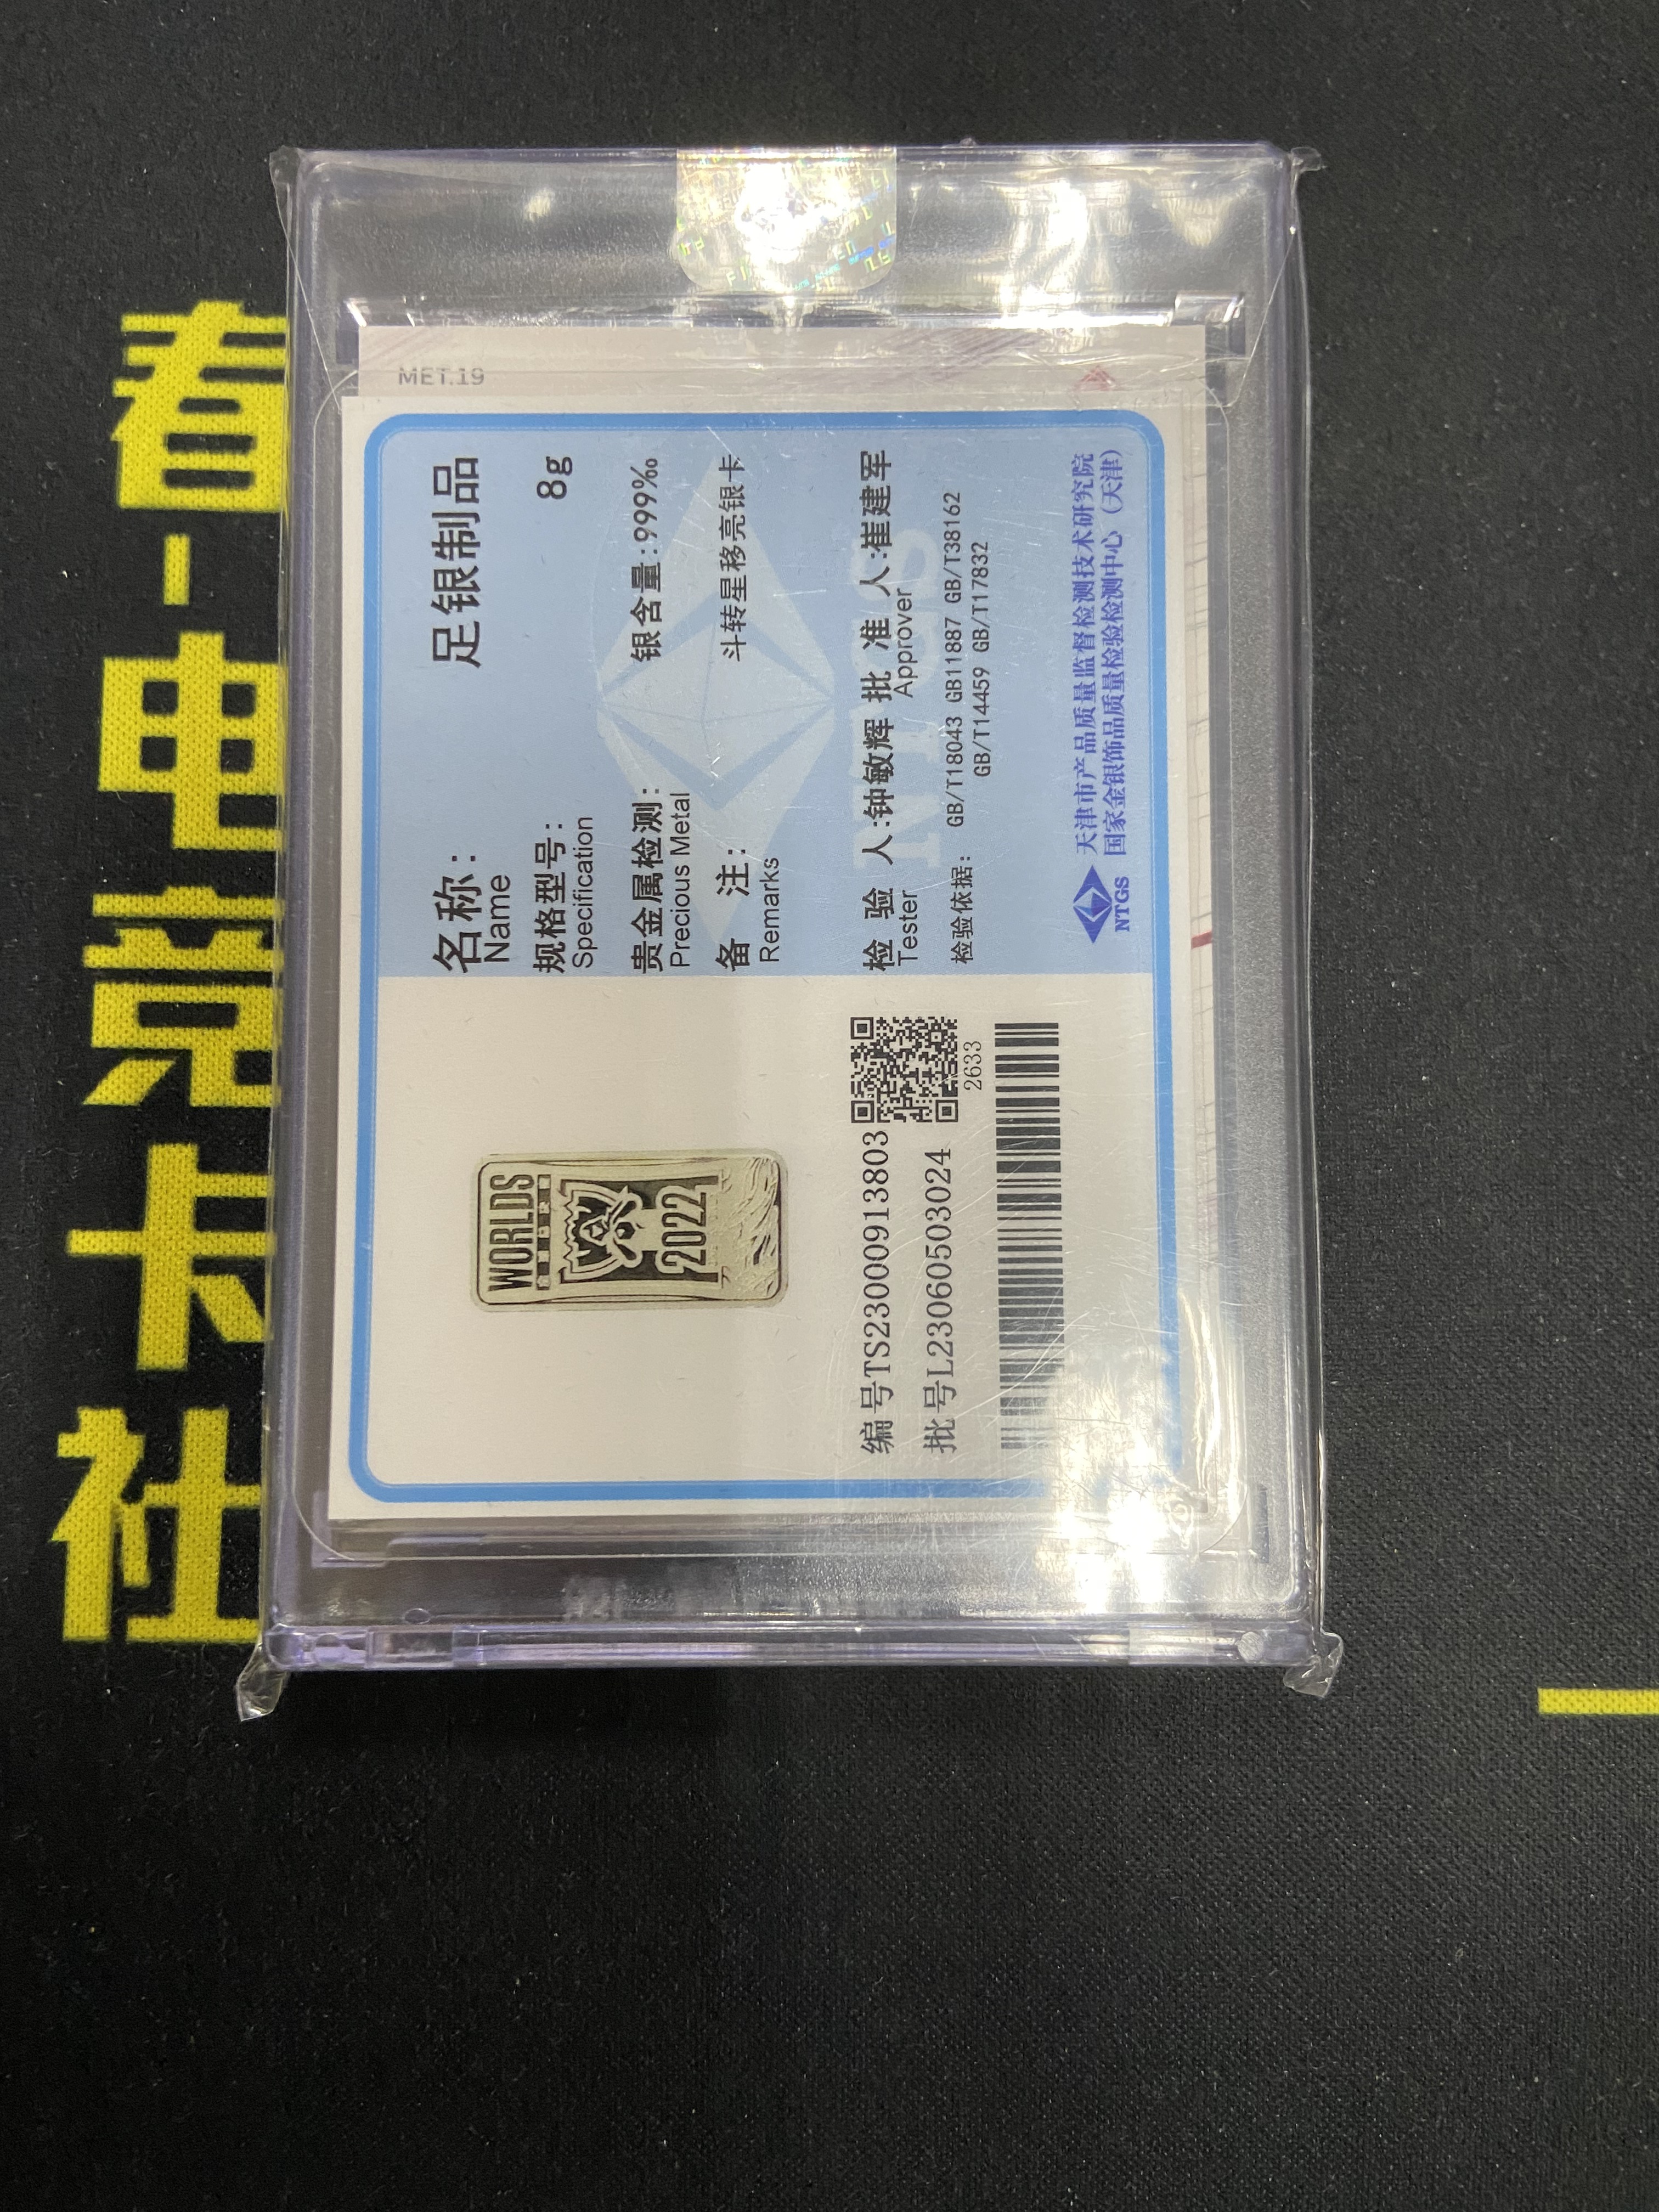 春-电竞卡社
MET.19
名称： 足银制品
Name
规格型号： 8g
Specification
贵金属检测： 银含量：999‰
Precious Metal
备 注： 斗转星移亮银卡
Remarks
检 验 人：钟敏辉 批 准 人：崔建军
Tester Approver
检验依据： GB/T18043 GB11887 GB/T38162
GB/T14459 GB/T17832
NTGS
天津市产品质量监督检测技术研究院
国家金银饰品质量检验检测中心（天津）
NTGS
WORLDS
2022
编号TS2300913803
批号L23060503024
2633